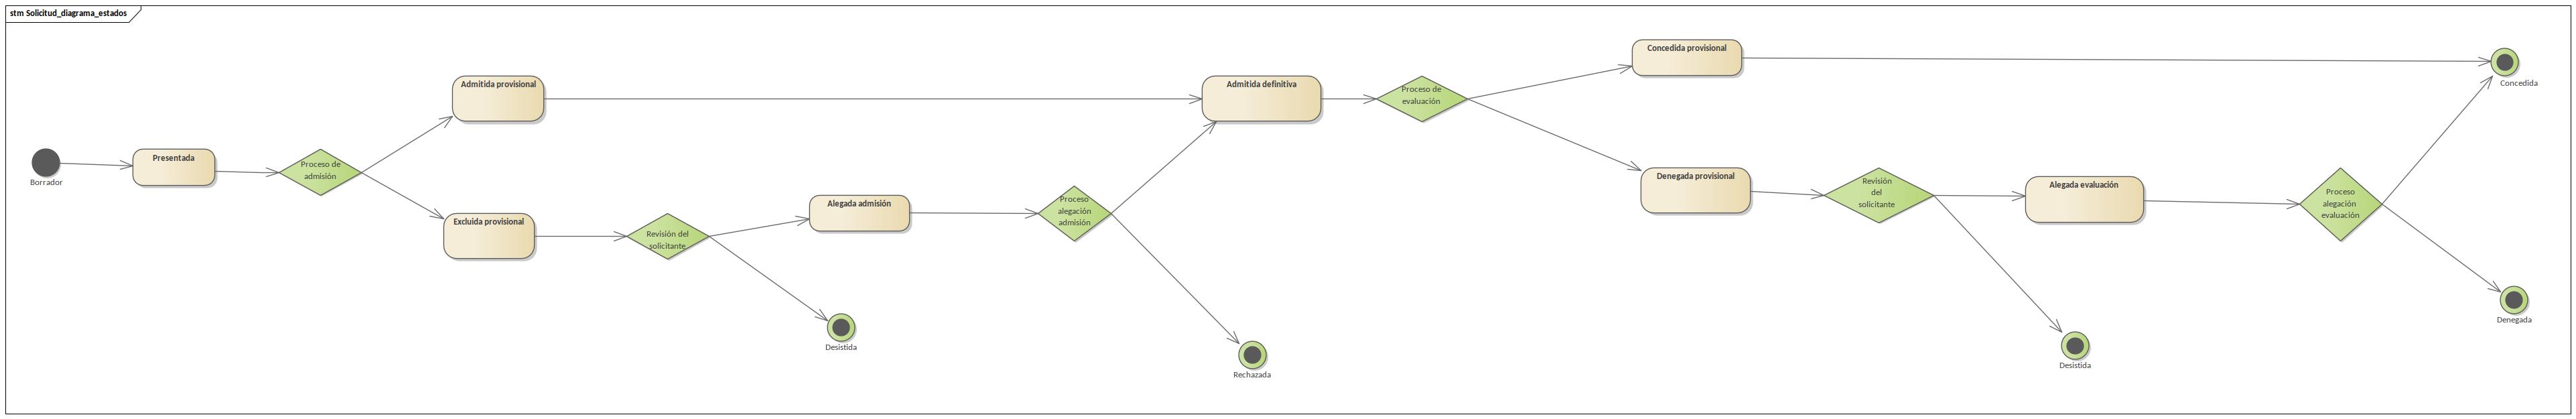 stm Solicitud_diagrama_estados
Borrador
Presentada
Proceso de
admisión
Admitida provisional
Excluida provisional
Revisión del
solicitante
Alegada admisión
Desistida
Proceso
alegación
admisión
Admitida definitiva
Rechazada
Proceso de
evaluación
Concedida provisional
Denegada provisional
Revisión
del
solicitante
Alegada evaluación
Desistida
Proceso
alegación
evaluación
Concedida
Denegada